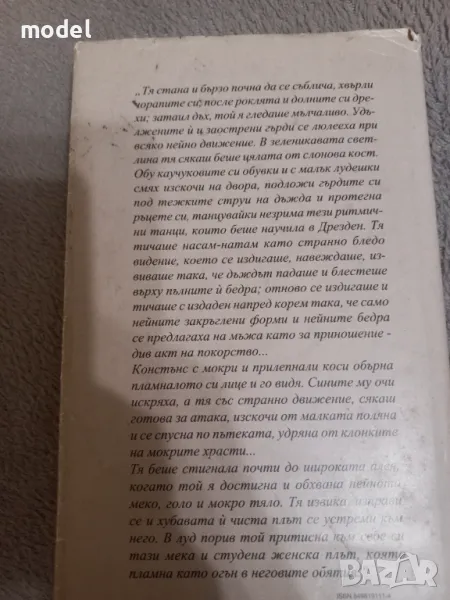 model
„Тя стана и бързо почна да се съблича, хвърли
чорапите си, после роклята и долните си дре-
хи; затаил дъх, той я гледаше мълчаливо. Удъ-
лжените ѝ ц заострени гърди се люлееха при
всяко нейно движение. В зеленикавата свет-
лина тя сякаш беше цялата от слонова кост.
Обу каучуковите си обувки и с малък лудешки
смях изскочи на двора, подложи гърдите си
под тежките струи на дъжда и протегна
ръцете си, танцувайки незрима тези ритмич-
ни танци, които беше научила в Дрезден. Тя
тичаше насам-натам като странно бледо
видение, което се издигаше, навеждаше, из-
виваше така, че дъждът падаше и блестеше
върху пълните ѝ бедра; отново се издигаше и
тичаше с издаден напред корем така, че само
нейните закръглени форми и нейните бедра
се предлагаха на мъжа като за приношение -
див акт на покорство...
Констънс с мокри и прилепнали коси обърна
пламналото си лице и го видя. Сините му очи
искряха, а тя със странно движение, сякаш
готова за атака, изскочи от малката поляна
и се спусна по пътеката, удряна от клонките
на мокрите храсти...
Тя беше стигнала почти до широката алея,
когато той я достигна и обхвана нейното
меко, голо и мокро тяло. Тя извика, изправи
се и хубавата ѝ чиста плът се устреми към
него. В луд порив той притисна към себе си
тази мека и студена женска плът, която
пламна като огън в неговите обятия.
ISBN
bazar.bg